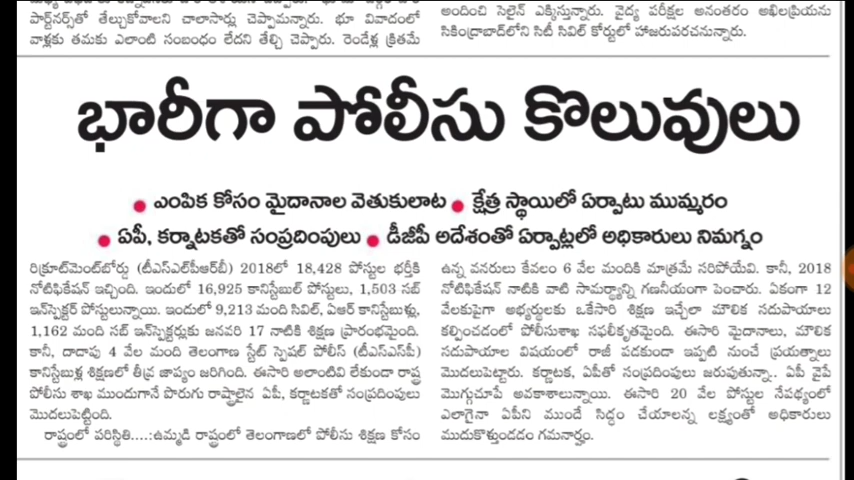 పార్ట్‌నర్స్‌తో తేల్చుకోవాలని చాలాసార్లు చెప్పామన్నారు. భూ వివాదంలో
వాళ్లకు తమకు ఎలాంటి సంబంధం లేదని తేల్చి చెప్పారు. రెండేళ్ల క్రితమే
అందించి సెలైన్ ఎక్కిస్తున్నారు. వైద్య పరీక్షల అనంతరం అఖిలప్రియను
సికింద్రాబాద్‌లోని సిటీ సివిల్ కోర్టులో హాజరుపరచనున్నారు.
భారీగా పోలీసు కొలువులు
● ఎంపిక కోసం మైదానాల వెతుకులాట ● క్షేత్ర స్థాయిలో ఏర్పాటు ముమ్మరం
● ఏపీ, కర్నాటకతో సంప్రదింపులు ● డీజీపీ అదేశంతో ఏర్పాట్లలో అధికారులు నిమగ్నం
రిక్రూట్‌మెంట్‌బోర్డు (టీఎస్ఎల్‌పీఆర్‌బీ) 2018లో 18,428 పోస్టుల భర్తీకి
నోటిఫికేషన్ ఇచ్చింది. ఇందులో 16,925 కానిస్టేబుల్ పోస్టులు, 1,503 సబ్
ఇన్‌స్పెక్టర్ పోస్టులున్నాయి. ఇందులో 9,213 మంది సివిల్, ఏఆర్ కానిస్టేబుళ్లు,
1,162 మంది సబ్ ఇన్‌స్పెక్టర్లకు జనవరి 17 నాటికి శిక్షణ ప్రారంభమైంది.
కానీ, దాదాపు 4 వేల మంది తెలంగాణ స్టేట్ స్పెషల్ పోలీస్ (టీఎస్ఎస్‌పీ)
కానిస్టేబుళ్ల శిక్షణలో తీవ్ర జాప్యం జరిగింది. ఈసారి అలాంటివి లేకుండా రాష్ట్ర
పోలీసు శాఖ ముందుగానే పొరుగు రాష్ట్రాలైన ఏపీ, కర్ణాటకతో సంప్రదింపులు
మొదలుపెట్టింది.
రాష్ట్రంలో పరిస్థితి....:ఉమ్మడి రాష్ట్రంలో తెలంగాణలో పోలీసు శిక్షణ కోసం
ఉన్న వనరులు కేవలం 6 వేల మందికి మాత్రమే సరిపోయేవి. కానీ, 2018
నోటిఫికేషన్ నాటికి వాటి సామర్థ్యాన్ని గణనీయంగా పెంచారు. ఏకంగా 12
వేలకుపైగా అభ్యర్థులకు ఒకేసారి శిక్షణ ఇచ్చేలా మౌలిక సదుపాయాలు
కల్పించడంలో పోలీసుశాఖ సఫలీకృతమైంది. ఈసారి మైదానాలు, మౌలిక
సదుపాయాల విషయంలో రాజీ పడకుండా ఇప్పటి నుంచే ప్రయత్నాలు
మొదలుపెట్టారు. కర్ణాటక, ఏపీతో సంప్రదింపులు జరుపుతున్నా.. ఏపీ వైపే
మొగ్గుచూపే అవకాశాలున్నాయి. ఈసారి 20 వేల పోస్టుల నేపథ్యంలో
ఎలాగైనా ఏపీని ముందే సిద్ధం చేయాలన్న లక్ష్యంతో అధికారులు
ముదుకొళ్తుండడం గమనార్హం.